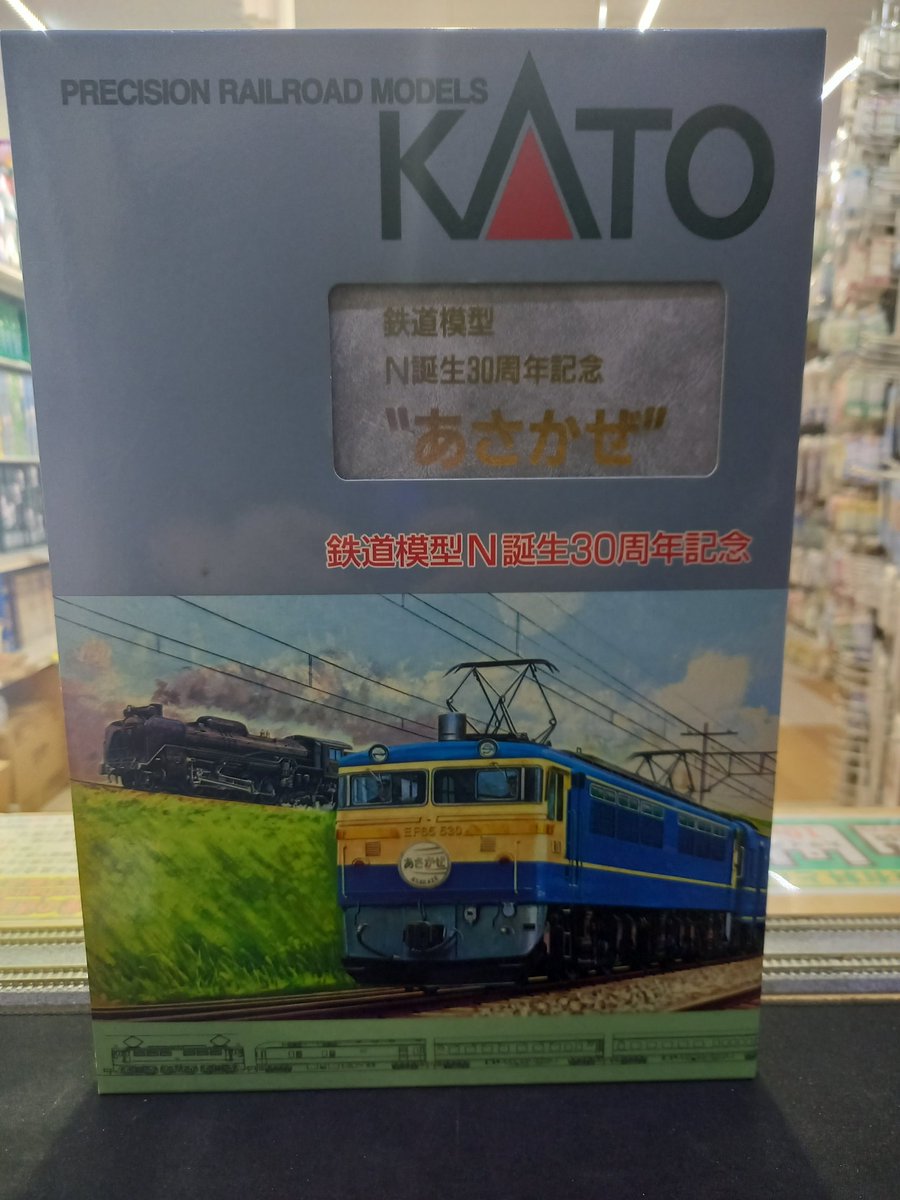 PRECISION RAILROAD MODELS
KATO
鉄道模型
N誕生30周年記念
"あさかぜ"
鉄道模型N誕生30周年記念
EF65 530
あさかぜ